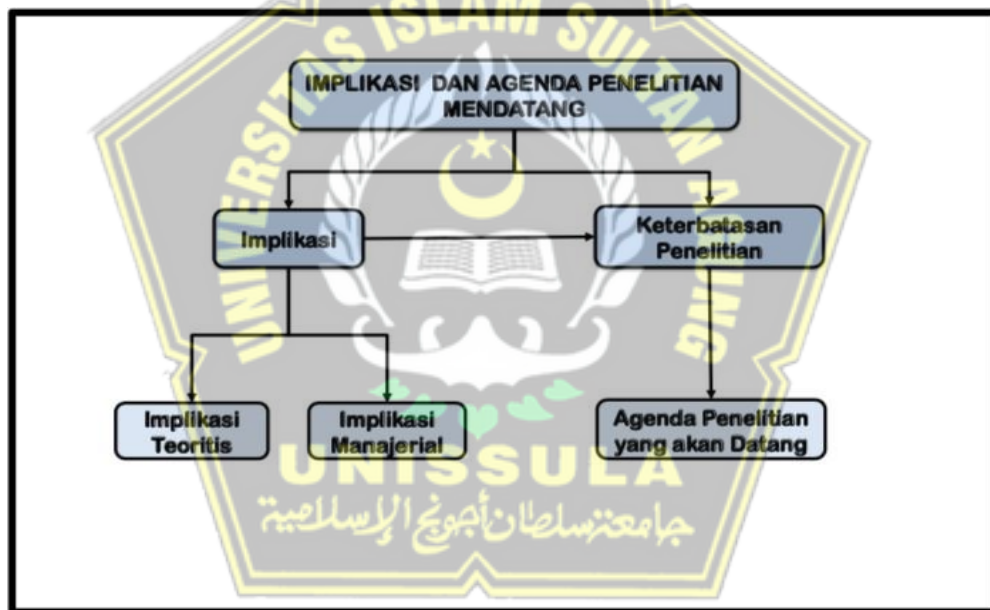 UNIVERSITAS ISLAM SULTAN AGUNG
IMPLIKASI DAN AGENDA PENELITIAN
MENDATANG
Implikasi
Keterbatasan
Penelitian
Implikasi
Teoritis
Implikasi
Manajerial
Agenda Penelitian
yang akan Datang
UNISSULA
جامعة سلطان أجونج الإسلامية